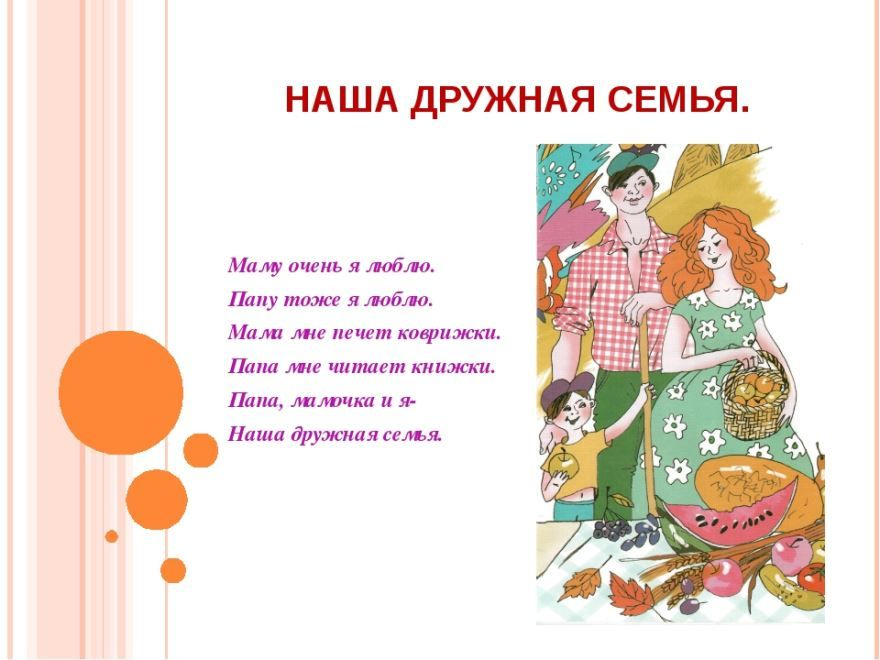 НАША ДРУЖНАЯ СЕМЬЯ.
Маму очень я люблю.
Папу тоже я люблю.
Мама мне печет коврижки.
Папа мне читает книжки.
Папа, мамочка и я-
Наша дружная семья.